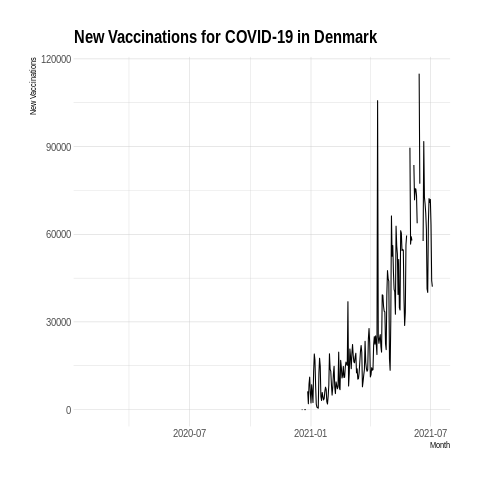 New Vaccinations for COVID-19 in Denmark
New Vaccinations
120000
90000
60000
30000
0
2020-07
2021-01
2021-07
Month